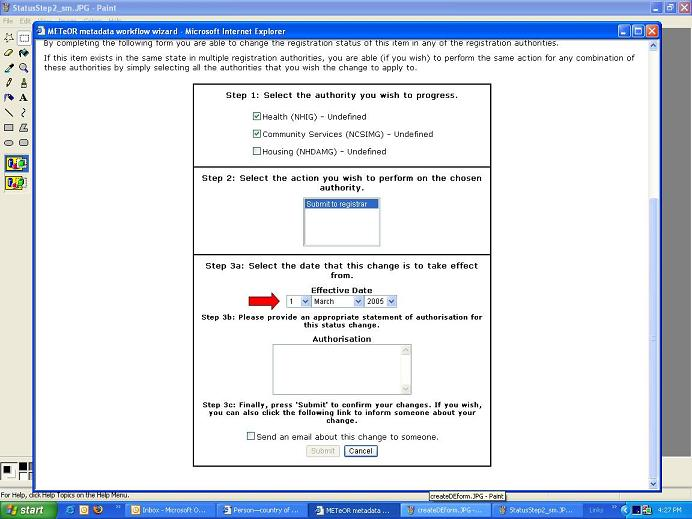 StatusStep2_sm.JPG - Paint
METeOR metadata workflow wizard - Microsoft Internet Explorer
By completing the following form you are able to change the registration status of this item in any of the registration authorities.
If this item exists in the same state in multiple registration authorities, you are able (if you wish) to perform the same action for any combination of
these authorities by simply selecting all the authorities that you wish the change to apply to.
Step 1: Select the authority you wish to progress.
Health (NHIG) - Undefined
Community Services (NCSIMG) - Undefined
Housing (NHDAMG) - Undefined
Step 2: Select the action you wish to perform on the chosen
authority.
Submit to registrar
Step 3a: Select the date that this change is to take effect
from.
Effective Date
1 March 2005
Step 3b: Please provide an appropriate statement of authorisation for
this status change.
Authorisation
Step 3c: Finally, press 'Submit' to confirm your changes. If you wish,
you can also click the following link to inform someone about your
change.
Send an email about this change to someone.
Submit Cancel
For Help, click Help Topics on the Help Menu.
createDEform.JPG - Paint
start
Inbox - Microsoft O...
Person—country of ...
METeOR metadata ...
createDEform.JPG-...
StatusStep2_sm.JP...
Links
4:27 PM